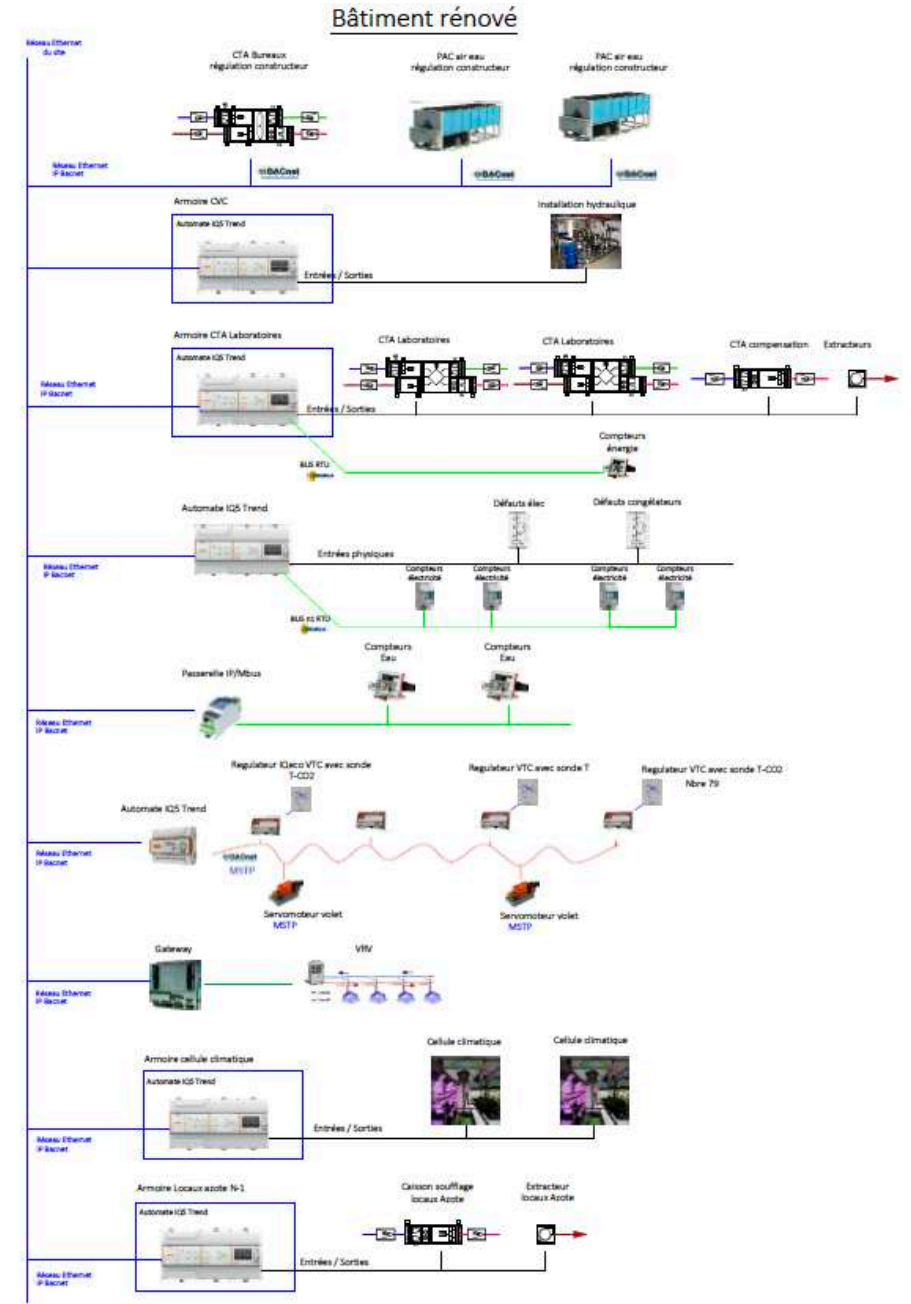 Bâtiment rénové
Réseau Ethernet
du site
CTA Bureaux
régulation constructeur
PAC air eau
régulation constructeur
PAC air eau
régulation constructeur
Réseau Ethernet
IP Bacnet
BACnet
BACnet
BACnet
Armoire CVC
Installation hydraulique
Automate IQ5 Trend
Entrées / Sorties
Armoire CTA Laboratoires
Automate IQ5 Trend
CTA Laboratoires
CTA Laboratoires
CTA compensation
Extracteurs
Réseau Ethernet
IP Bacnet
Entrées / Sorties
Compteurs
énergie
BUS RTU
Automate IQ5 Trend
Défauts élec
Défauts congélateurs
Entrées physiques
Réseau Ethernet
IP Bacnet
Compteurs
électricité
Compteurs
électricité
Compteurs
électricité
Compteurs
électricité
BUS n1 RTU
Compteurs
Eau
Compteurs
Eau
Passerelle IP/Mbus
Réseau Ethernet
IP Bacnet
Regulateur IQeco VTC avec sonde
T-CO2
Regulateur VTC avec sonde T
Regulateur VTC avec sonde T-CO2
Nbre 79
Automate IQ5 Trend
Réseau Ethernet
IP Bacnet
BACnet
MSTP
Servomoteur volet
MSTP
Servomoteur volet
MSTP
Gateway
VRV
Réseau Ethernet
IP Bacnet
Cellule climatique
Cellule climatique
Armoire cellule climatique
Automate IQ5 Trend
Entrées / Sorties
Réseau Ethernet
IP Bacnet
Armoire Locaux azote N-1
Caisson soufflage
locaux Azote
Extracteur
locaux Azote
Automate IQ5 Trend
Entrées / Sorties
Réseau Ethernet
IP Bacnet